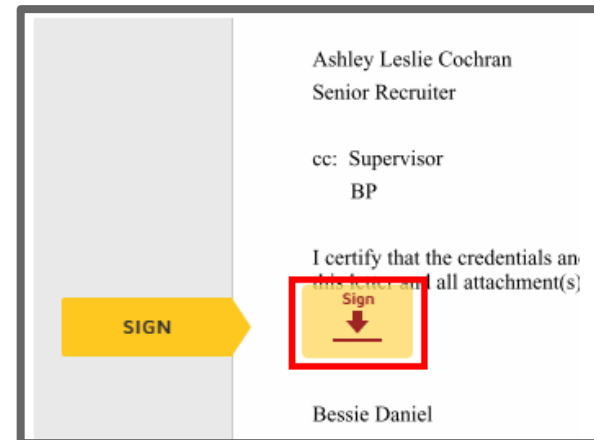 Ashley Leslie Cochran
Senior Recruiter
cc: Supervisor
BP
I certify that the credentials an
this letter and all attachment(s)
Sign
SIGN
Bessie Daniel